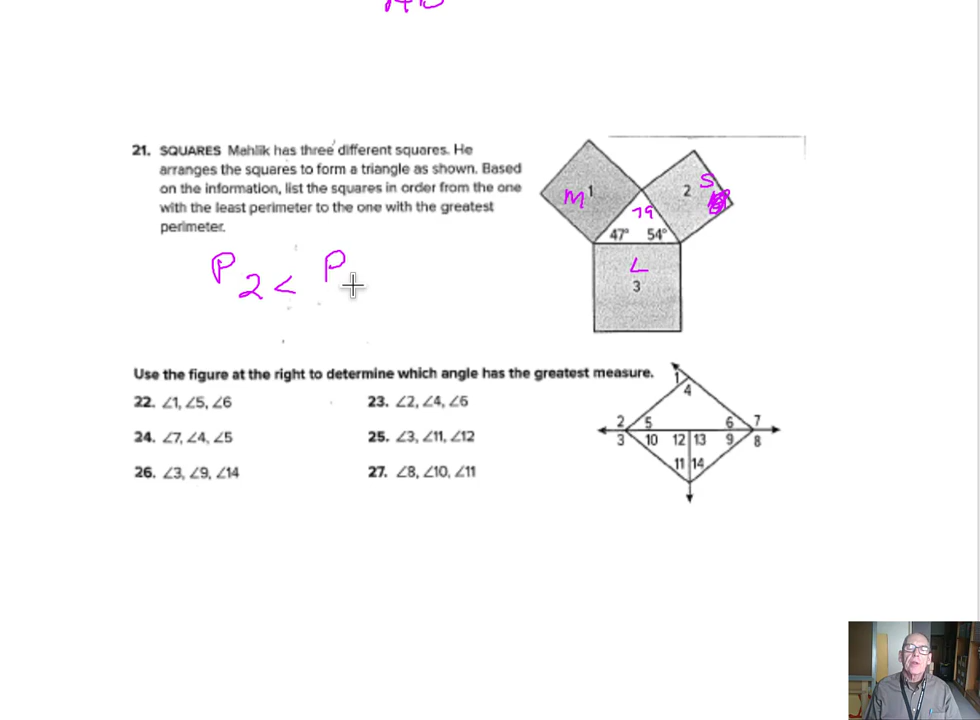 21. SQUARES Mahlik has three different squares. He
arranges the squares to form a triangle as shown. Based
on the information, list the squares in order from the one
with the least perimeter to the one with the greatest
perimeter.
M 1
2 S
79
47° 54°
L
3
P2 < P
Use the figure at the right to determine which angle has the greatest measure.
22. ∠1, ∠5, ∠6
23. ∠2, ∠4, ∠6
24. ∠7, ∠4, ∠5
25. ∠3, ∠11, ∠12
26. ∠3, ∠9, ∠14
27. ∠8, ∠10, ∠11
1
4
2 5 6 7
3 10 12 13 9 8
11 14